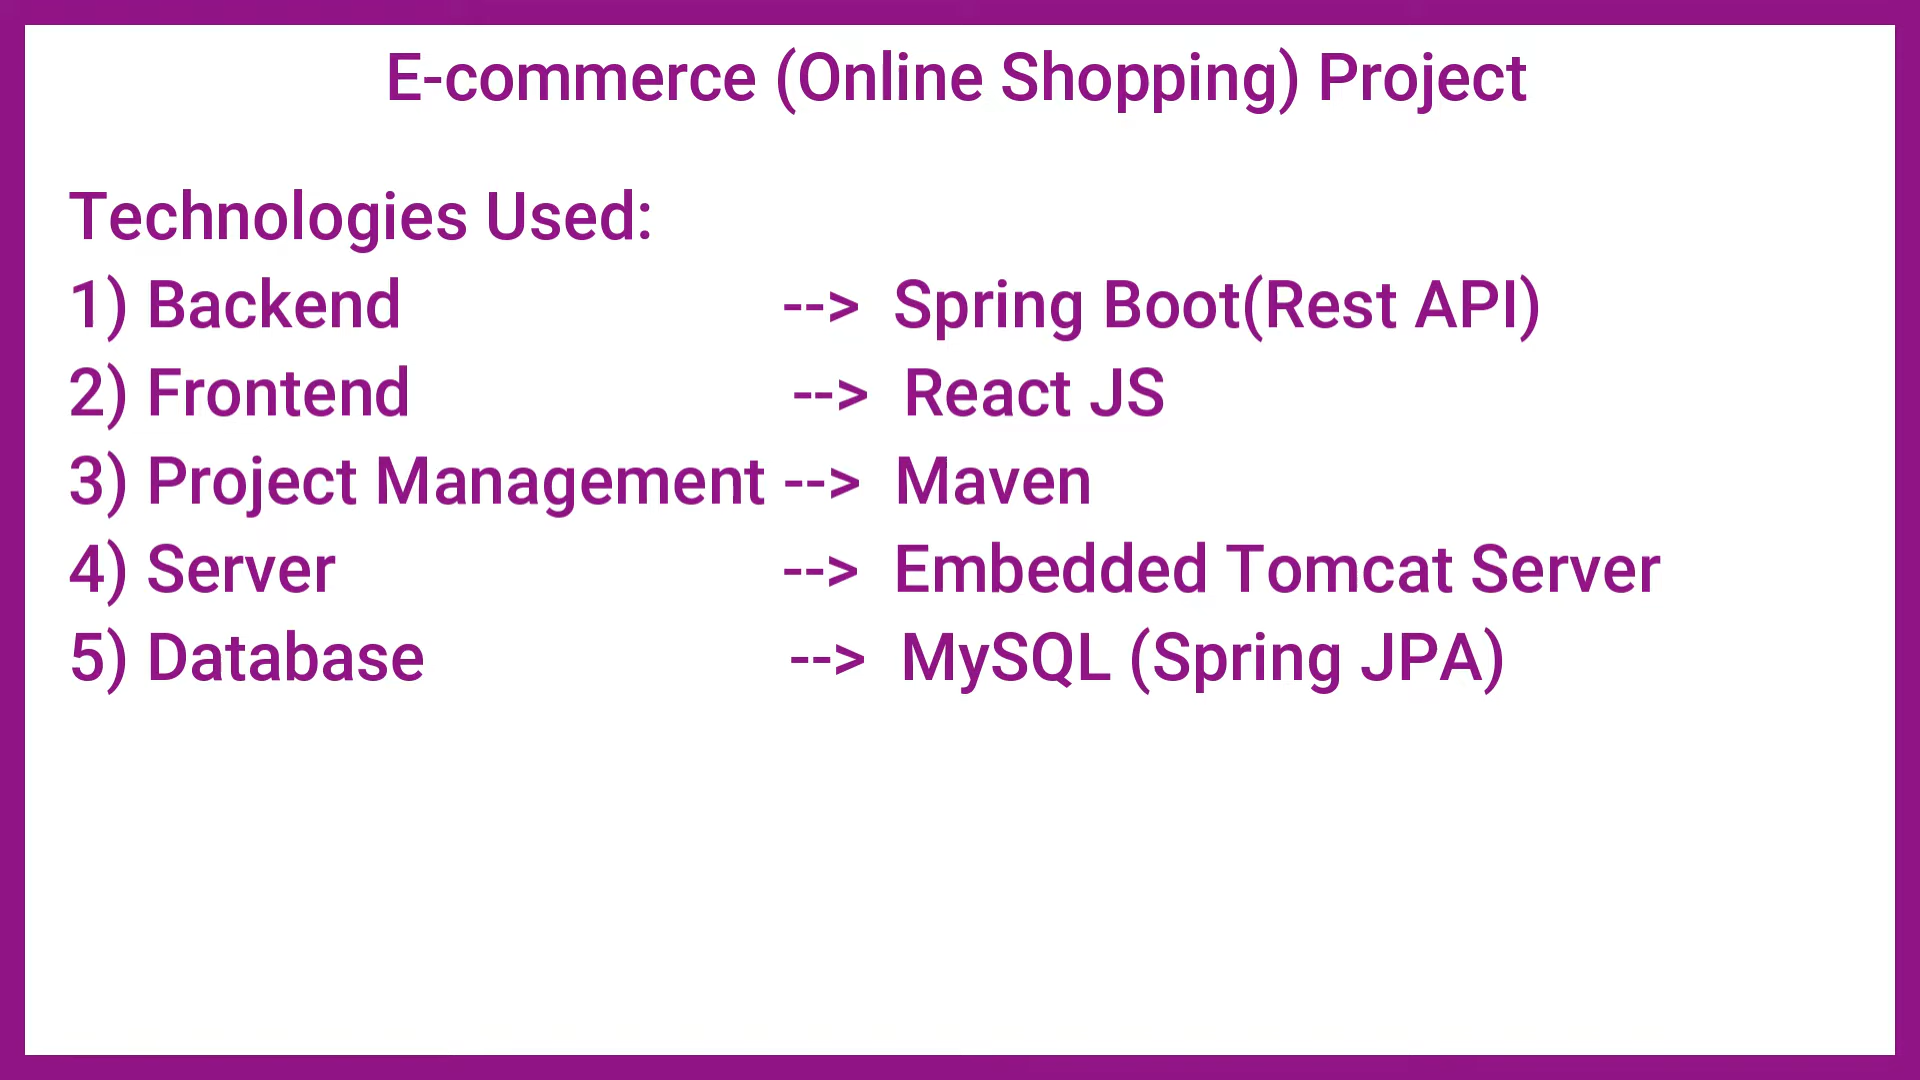 E-commerce (Online Shopping) Project
Technologies Used:
1) Backend --> Spring Boot(Rest API)
2) Frontend --> React JS
3) Project Management --> Maven
4) Server --> Embedded Tomcat Server
5) Database --> MySQL (Spring JPA)